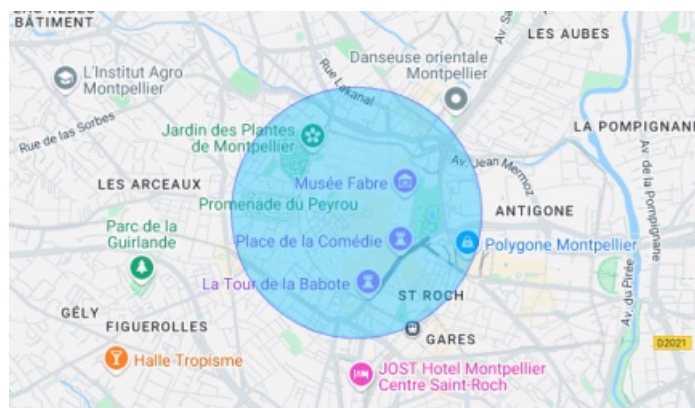 BÂTIMENT
LES AUBES
Danseuse orientale
Montpellier
L'Institut Agro
Montpellier
Rue Lakanal
Av. de la Pompignane
Rue de las Sorbes
Jardin des Plantes
de Montpellier
LA POMPIGNAN
Av. Jean Mermoz
LES ARCEAUX
Musée Fabre
Promenade du Peyrou
ANTIGONE
Parc de la
Guirlande
Place de la Comédie
Polygone Montpellier
La Tour de la Babote
ST ROCH
Av. du Pirée
GÉLY
FIGUEROLLES
GARES
D2021
Halle Tropisme
JOST Hotel Montpellier
Centre Saint-Roch